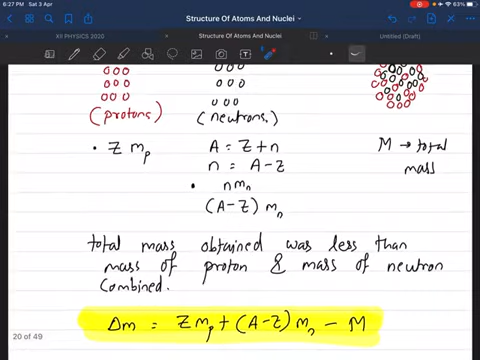 6:27 PM Sat 3 Apr
63%
Structure Of Atoms And Nuclei
XII PHYSICS 2020
Structure Of Atoms And Nuclei
Untitled (Draft)
(protons)
(neutrons)
• Z mp
A = Z + n
M → total
n = A - Z
mass
• n mn
(A-Z) mn
total mass obtained was less than
mass of proton & mass of neutron
Combined.
Δm = Z mp + (A-Z) mn - M
20 of 49